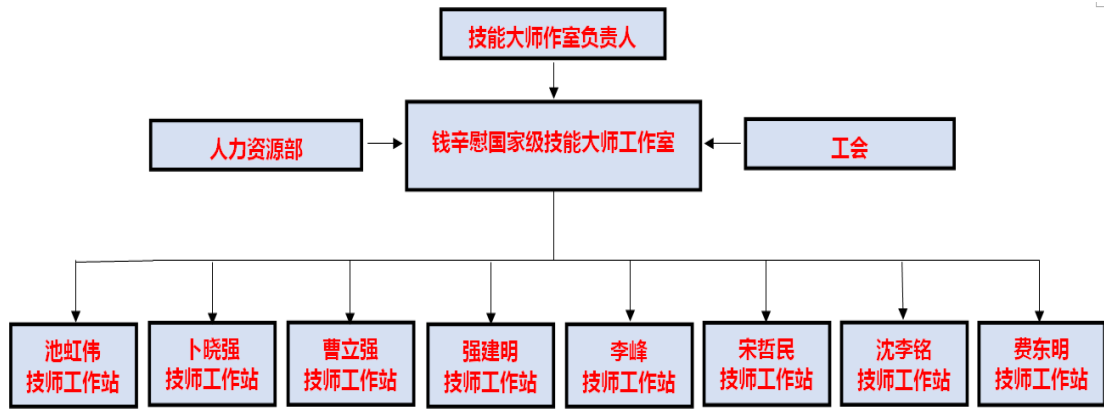 技能大师作室负责人
人力资源部
钱辛慰国家级技能大师工作室
工会
池虹伟
技师工作站
卜晓强
技师工作站
曹立强
技师工作站
强建明
技师工作站
李峰
技师工作站
宋哲民
技师工作站
沈李铭
技师工作站
费东明
技师工作站